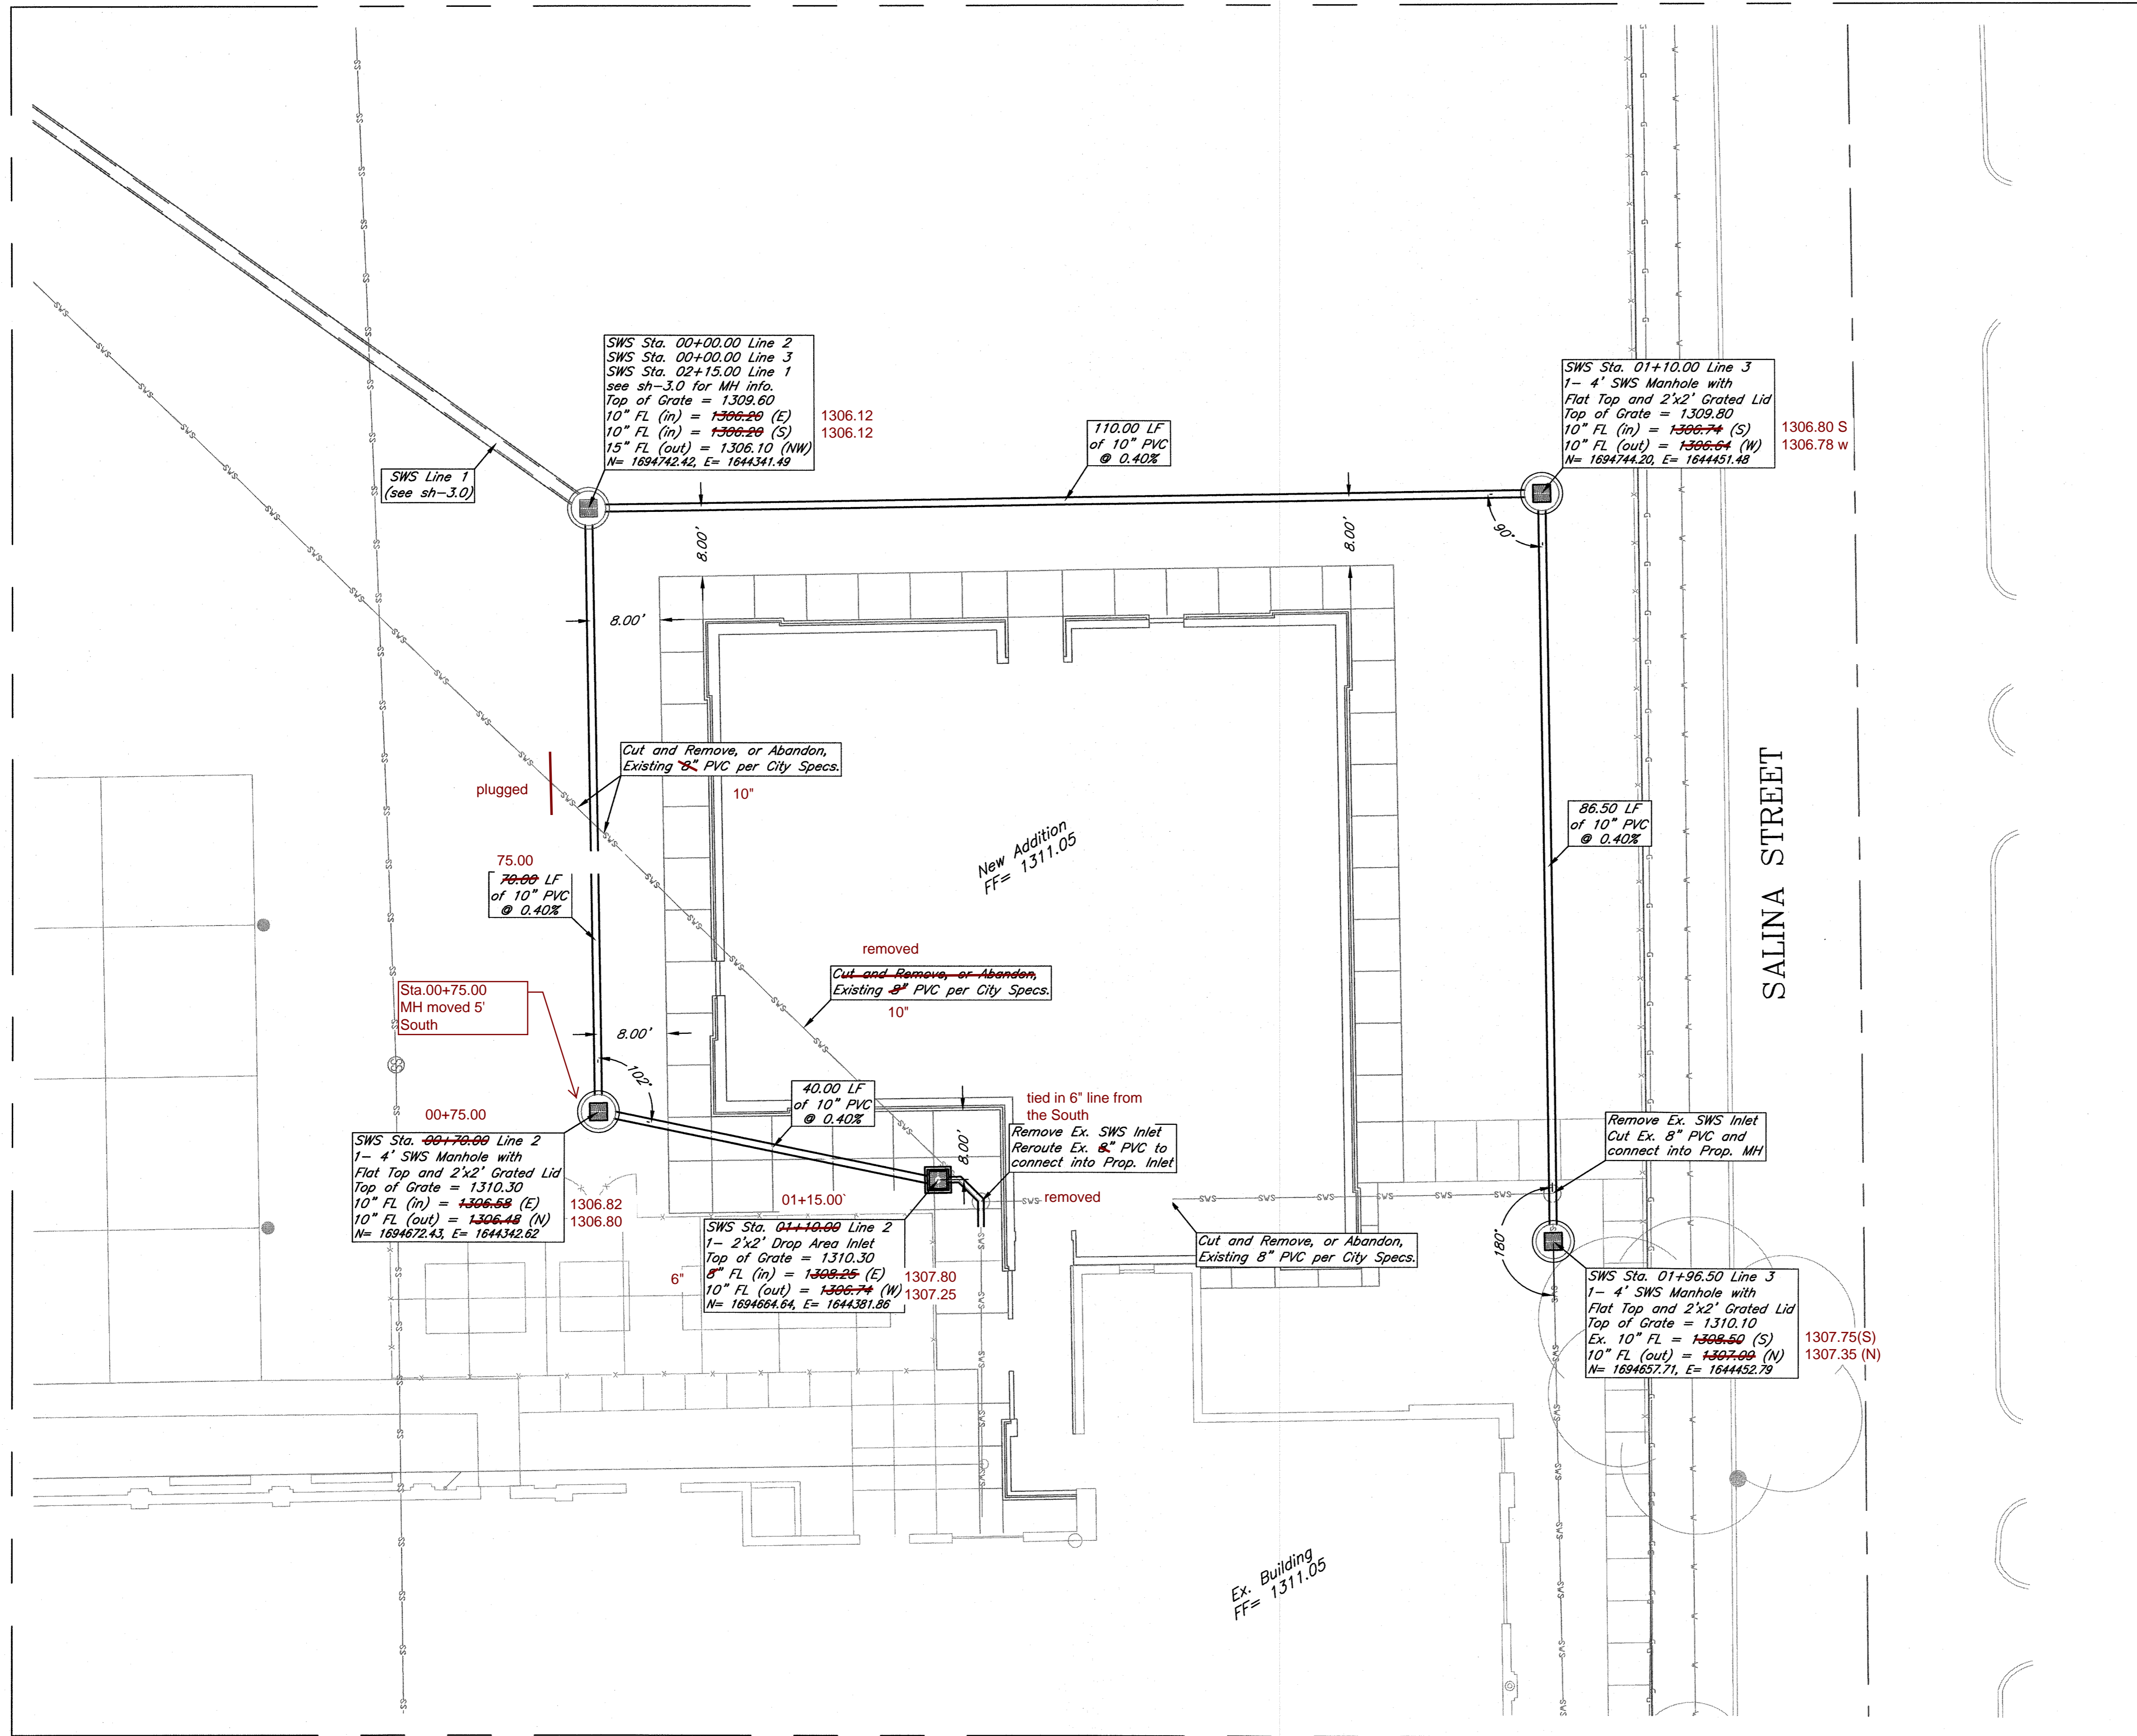 SWS Sta. 00+00.00 Line 2
SWS Sta. 00+00.00 Line 3
SWS Sta. 02+15.00 Line 1
see sh-3.0 for MH info.
Top of Grate = 1309.60
10" FL (in) = 1306.20 (E) 1306.12
10" FL (in) = 1306.20 (S) 1306.12
15" FL (out) = 1306.10 (NW)
N= 1694742.42, E= 1644341.49
SWS Line 1
(see sh-3.0)
110.00 LF
of 10" PVC
@ 0.40%
SWS Sta. 01+10.00 Line 3
1- 4' SWS Manhole with
Flat Top and 2'x2' Grated Lid
Top of Grate = 1309.80
10" FL (in) = 1306.74 (S) 1306.80 S
10" FL (out) = 1306.64 (W) 1306.78 w
N= 1694744.20, E= 1644451.48
8.00'
8.00'
90°
8.00'
Cut and Remove, or Abandon,
Existing 8" PVC per City Specs.
10"
plugged
New Addition
FF= 1311.05
86.50 LF
of 10" PVC
@ 0.40%
SALINA STREET
75.00
70.00 LF
of 10" PVC
@ 0.40%
removed
Cut and Remove, or Abandon,
Existing 8" PVC per City Specs.
10"
Sta.00+75.00
MH moved 5'
South
8.00'
102°
40.00 LF
of 10" PVC
@ 0.40%
8.00'
tied in 6" line from
the South
Remove Ex. SWS Inlet
Reroute Ex. 8" PVC to
connect into Prop. Inlet
removed
Remove Ex. SWS Inlet
Cut Ex. 8" PVC and
connect into Prop. MH
00+75.00
SWS Sta. 00+70.00 Line 2
1- 4' SWS Manhole with
Flat Top and 2'x2' Grated Lid
Top of Grate = 1310.30
10" FL (in) = 1306.58 (E) 1306.82
10" FL (out) = 1306.48 (N) 1306.80
N= 1694672.43, E= 1644342.62
01+15.00`
SWS Sta. 01+10.00 Line 2
1- 2'x2' Drop Area Inlet
Top of Grate = 1310.30
6" 8" FL (in) = 1308.25 (E) 1307.80
10" FL (out) = 1306.74 (W) 1307.25
N= 1694664.64, E= 1644381.86
Cut and Remove, or Abandon,
Existing 8" PVC per City Specs.
180°
SWS Sta. 01+96.50 Line 3
1- 4' SWS Manhole with
Flat Top and 2'x2' Grated Lid
Top of Grate = 1310.10
Ex. 10" FL = 1308.50 (S) 1307.75(S)
10" FL (out) = 1307.09 (N) 1307.35 (N)
N= 1694657.71, E= 1644452.79
Ex. Building
FF= 1311.05